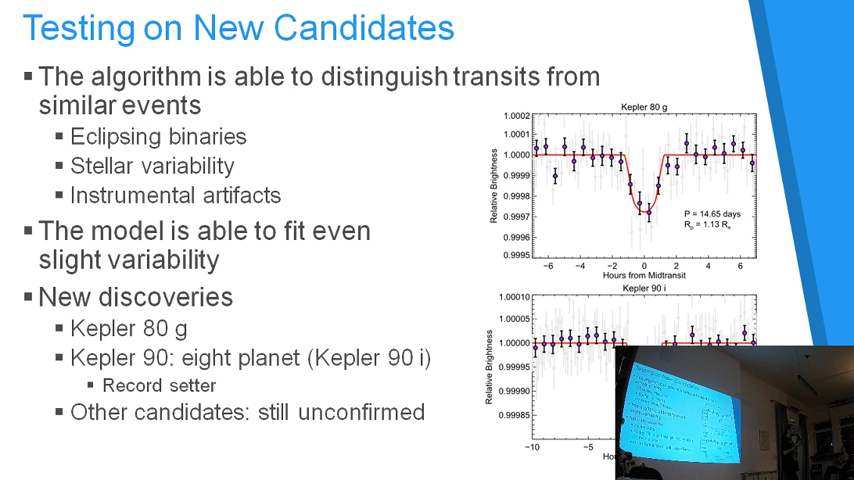 Testing on New Candidates
The algorithm is able to distinguish transits from
similar events
Eclipsing binaries
Stellar variability
Instrumental artifacts
The model is able to fit even
slight variability
New discoveries
Kepler 80 g
Kepler 90: eight planet (Kepler 90 i)
Record setter
Other candidates: still unconfirmed
Kepler 80 g
1.0002
1.0001
1.0000
0.9999
0.9998
0.9997
0.9996
0.9995
Relative Brightness
P = 14.65 days
−6 −4 −2 0 2 4 6
Hours from Midtransit
Kepler 90 i
1.00010
1.00005
1.00000
0.99995
0.99990
0.99985
Relative Brightness
−10 −5